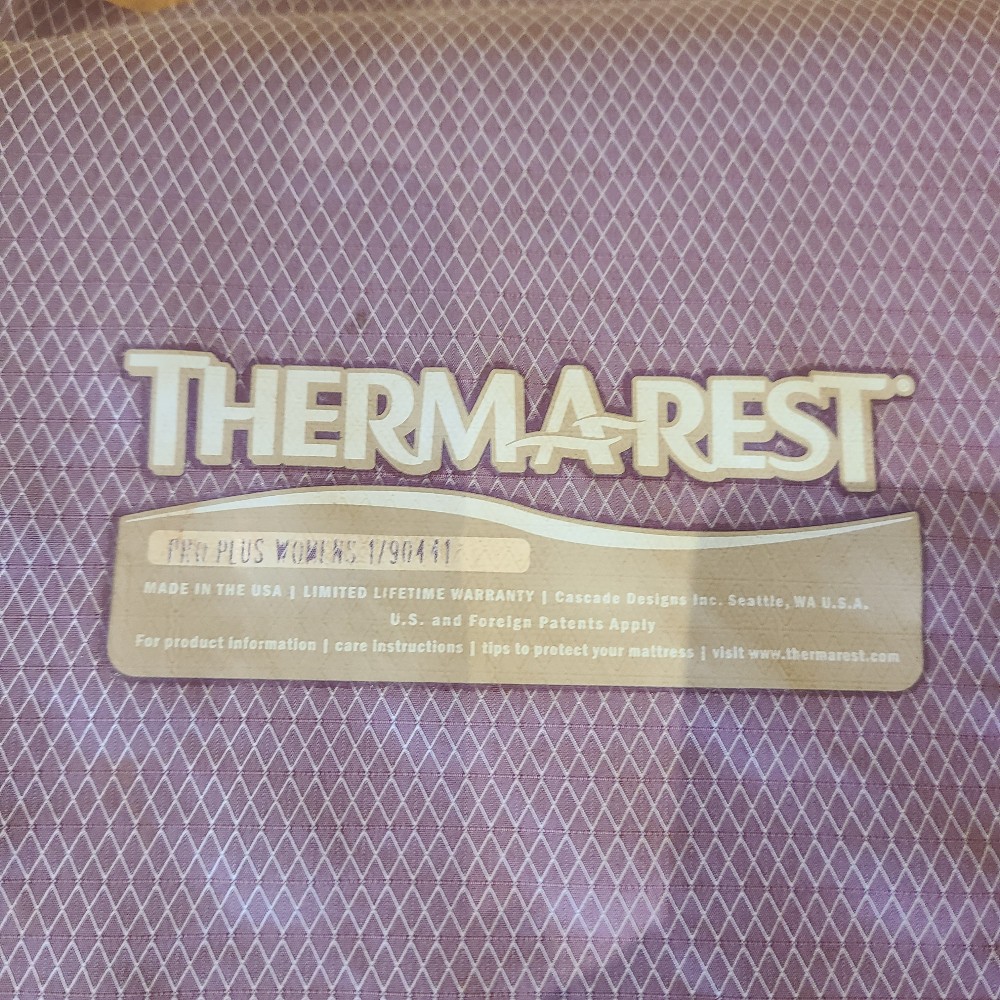 THERMAREST
PRO PLUS WOMENS 1/90441
MADE IN THE USA | LIMITED LIFETIME WARRANTY | Cascade Designs Inc. Seattle, WA U.S.A.
U.S. and Foreign Patents Apply
For product information | care instructions | tips to protect your mattress | visit www.thermarest.com